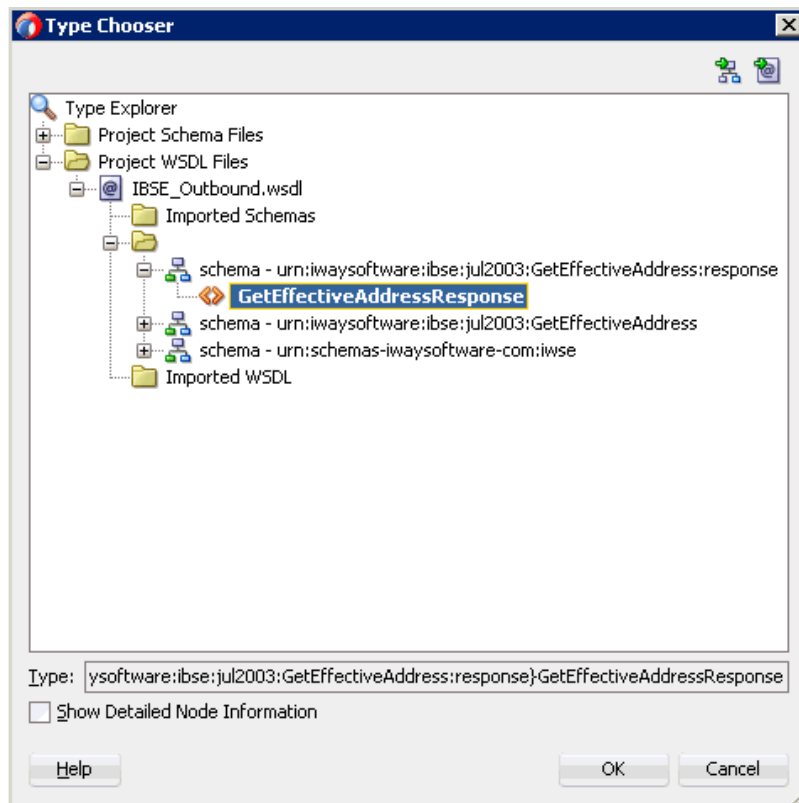 Type Chooser
Type Explorer
Project Schema Files
Project WSDL Files
IBSE_Outbound.wsdl
Imported Schemas
schema - urn:iwaysoftware:ibse:jul2003:GetEffectiveAddress:response
GetEffectiveAddressResponse
schema - urn:iwaysoftware:ibse:jul2003:GetEffectiveAddress
schema - urn:schemas-iwaysoftware-com:iwse
Imported WSDL
Type: ysoftware:ibse:jul2003:GetEffectiveAddress:response}GetEffectiveAddressResponse
Show Detailed Node Information
Help OK Cancel